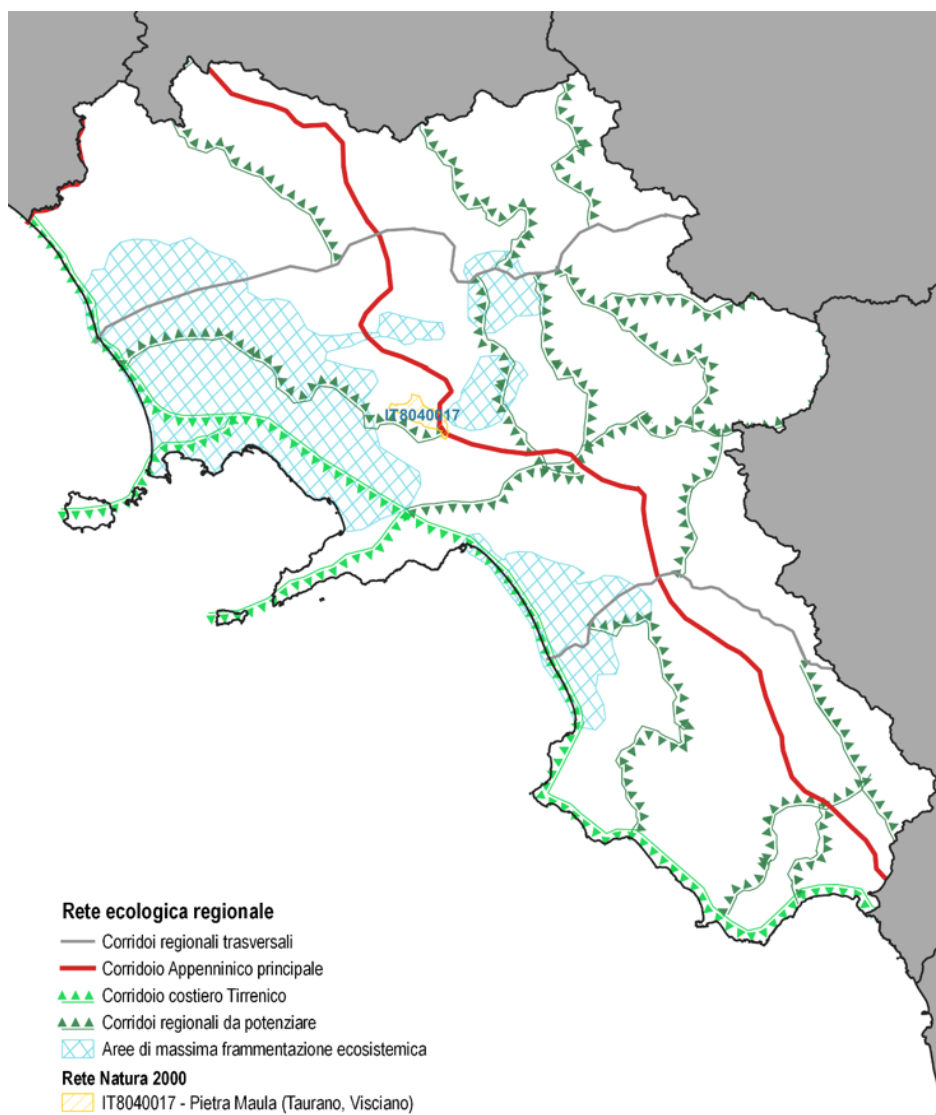 IT8040017
Rete ecologica regionale
Corridoi regionali trasversali
Corridoio Appenninico principale
Corridoio costiero Tirrenico
Corridoi regionali da potenziare
Aree di massima frammentazione ecosistemica
Rete Natura 2000
IT8040017 - Pietra Maula (Taurano, Visciano)